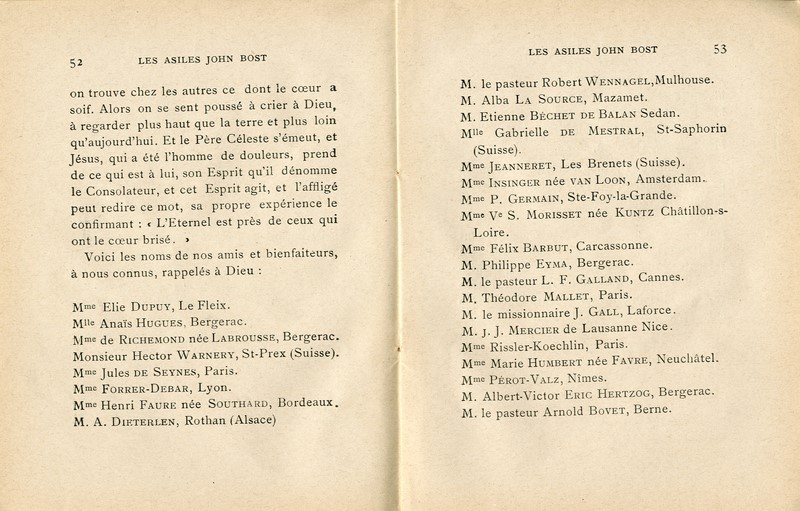 52 LES ASILES JOHN BOST
on trouve chez les autres ce dont le cœur a
soif. Alors on se sent poussé à crier à Dieu,
à regarder plus haut que la terre et plus loin
qu'aujourd'hui. Et le Père Céleste s'émeut, et
Jésus, qui a été l'homme de douleurs, prend
de ce qui est à lui, son Esprit qu'il dénomme
le Consolateur, et cet Esprit agit, et l'affligé
peut redire ce mot, sa propre expérience le
confirmant : « L'Eternel est près de ceux qui
ont le cœur brisé. »
Voici les noms de nos amis et bienfaiteurs,
à nous connus, rappelés à Dieu :
Mme Elie DUPUY, Le Fleix.
Mlle Anaïs HUGUES, Bergerac.
Mme de RICHEMOND née LABROUSSE, Bergerac.
Monsieur Hector WARNERY, St-Prex (Suisse).
Mme Jules DE SEYNES, Paris.
Mme FORRER-DEBAR, Lyon.
Mme Henri FAURE née SOUTHARD, Bordeaux.
M. A. DIETERLEN, Rothan (Alsace)
LES ASILES JOHN BOST 53
M. le pasteur Robert WENNAGEL,Mulhouse.
M. Alba LA SOURCE, Mazamet.
M. Etienne BÉCHET DE BALAN Sedan.
Mlle Gabrielle DE MESTRAL, St-Saphorin
(Suisse).
Mme JEANNERET, Les Brenets (Suisse).
Mme INSINGER née VAN LOON, Amsterdam.
Mme P. GERMAIN, Ste-Foy-la-Grande.
Mme Ve S. MORISSET née KUNTZ Châtillon-s-
Loire.
Mme Félix BARBUT, Carcassonne.
M. Philippe EYMA, Bergerac.
M. le pasteur L. F. GALLAND, Cannes.
M. Théodore MALLET, Paris.
M. le missionnaire J. GALL, Laforce.
M. J. J. MERCIER de Lausanne Nice.
Mme Rissler-Koechlin, Paris.
Mme Marie HUMBERT née FAVRE, Neuchâtel.
Mme PÉROT-VALZ, Nîmes.
M. Albert-Victor ERIC HERTZOG, Bergerac.
M. le pasteur Arnold BOVET, Berne.